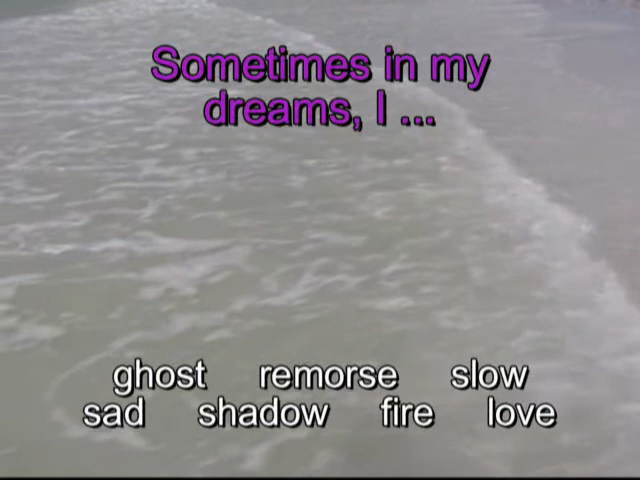 Sometimes in my
dreams, I ...
ghost remorse slow
sad shadow fire love